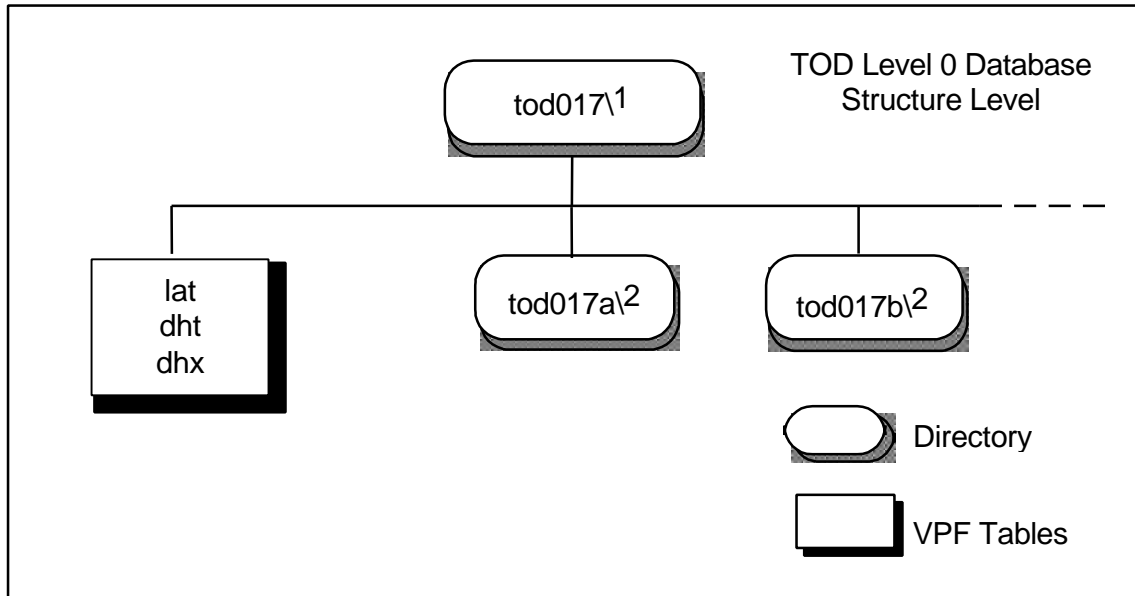 TOD Level 0 Database
Structure Level
tod017\1
lat
dht
dhx
tod017a\2
tod017b\2
Directory
VPF Tables